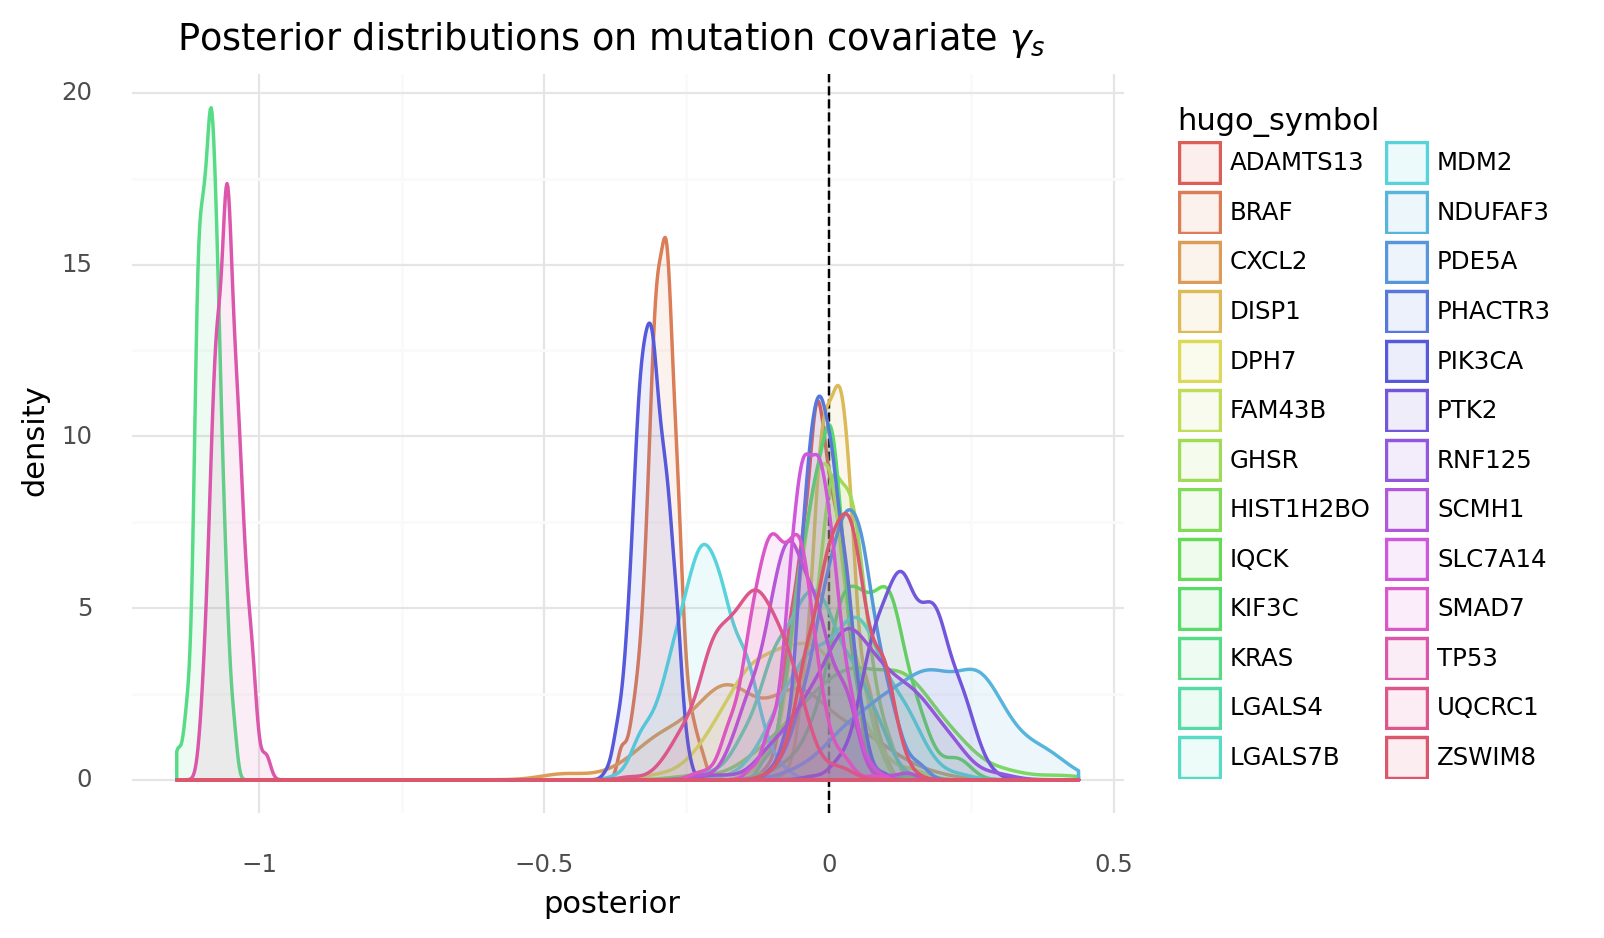 Posterior distributions on mutation covariate γₛ
density
20
15
10
5
0
−1
−0.5
0
0.5
posterior
hugo_symbol
ADAMTS13
BRAF
CXCL2
DISP1
DPH7
FAM43B
GHSR
HIST1H2BO
IQCK
KIF3C
KRAS
LGALS4
LGALS7B
MDM2
NDUFAF3
PDE5A
PHACTR3
PIK3CA
PTK2
RNF125
SCMH1
SLC7A14
SMAD7
TP53
UQCRC1
ZSWIM8